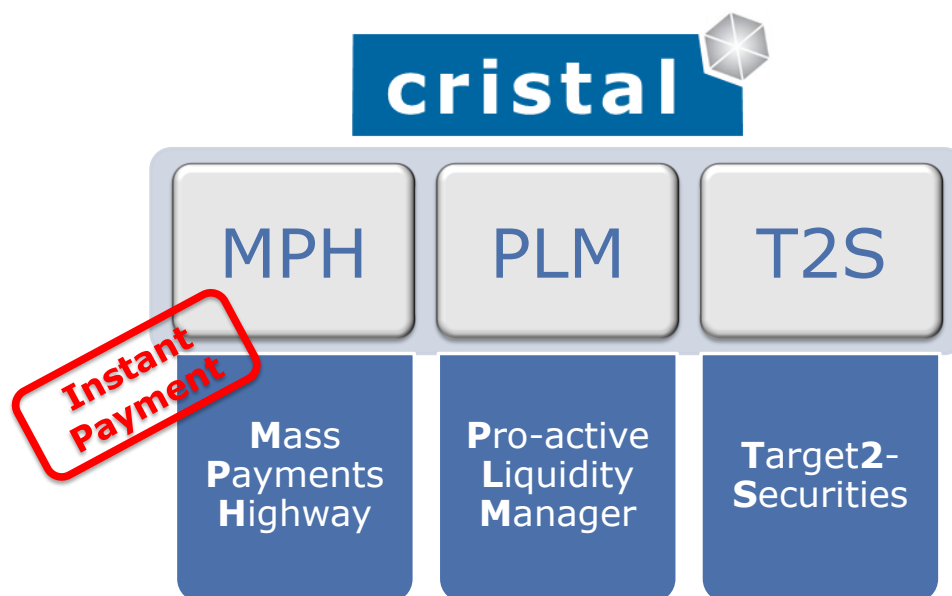 cristal
MPH
PLM
T2S
Instant
Payment
Mass
Payments
Highway
Pro-active
Liquidity
Manager
Target2-
Securities